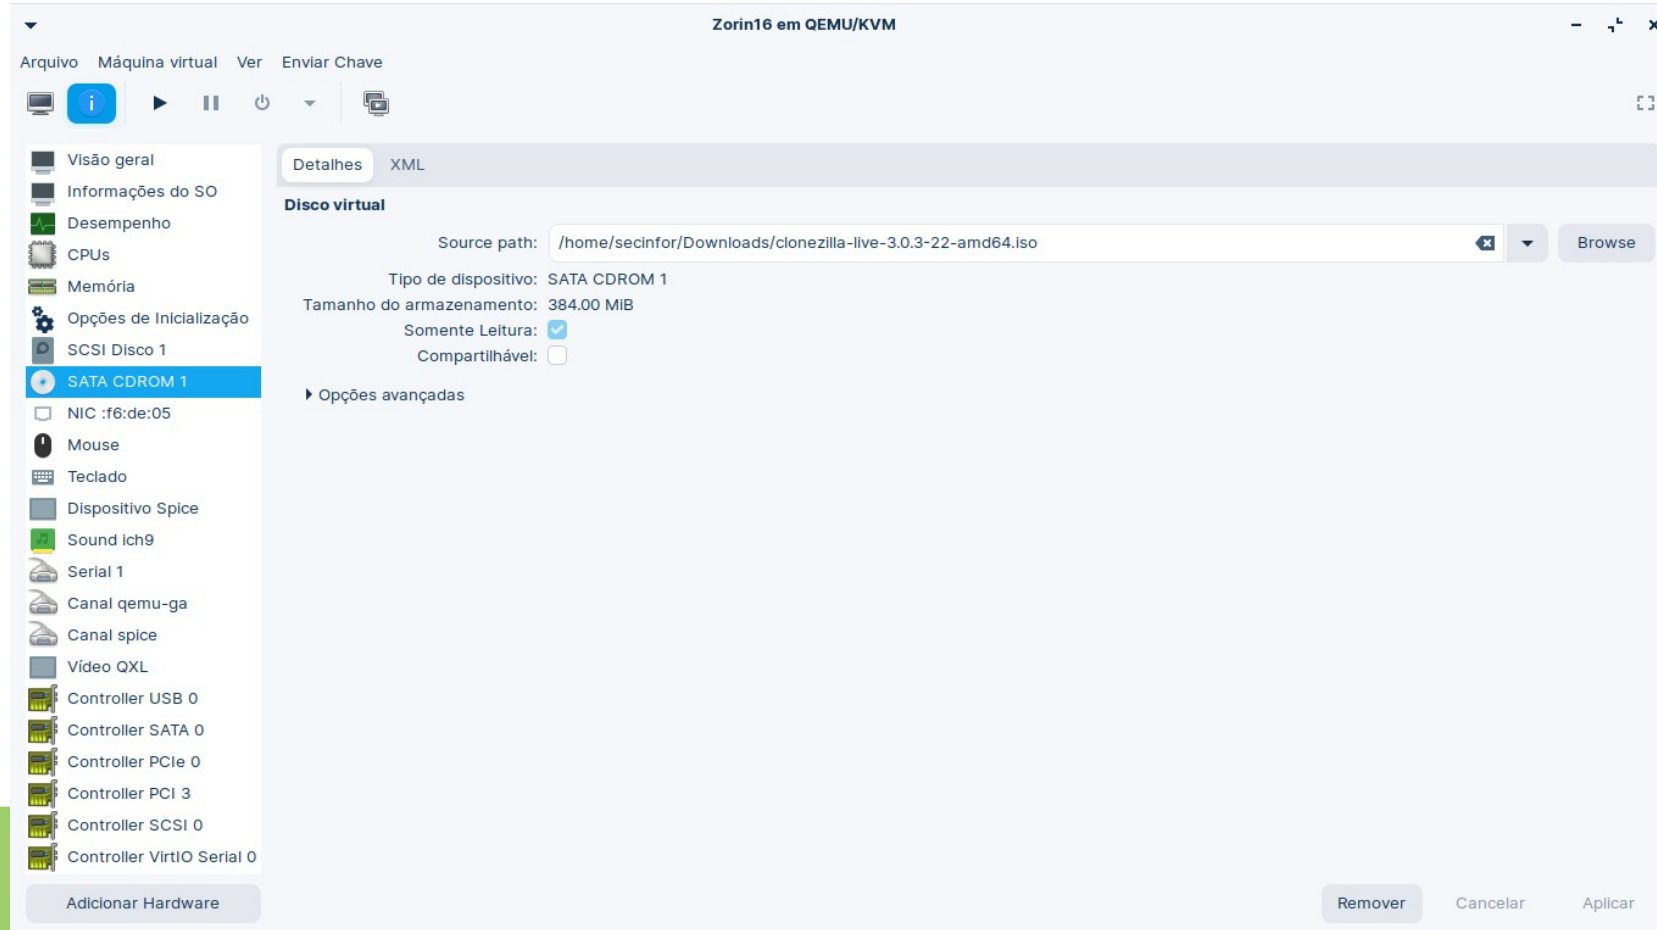 Zorin16 em QEMU/KVM
Arquivo Máquina virtual Ver Enviar Chave
Visão geral
Informações do SO
Desempenho
CPUs
Memória
Opções de Inicialização
SCSI Disco 1
SATA CDROM 1
NIC :f6:de:05
Mouse
Teclado
Dispositivo Spice
Sound ich9
Serial 1
Canal qemu-ga
Canal spice
Vídeo QXL
Controller USB 0
Controller SATA 0
Controller PCIe 0
Controller PCI 3
Controller SCSI 0
Controller VirtIO Serial 0
Adicionar Hardware
Detalhes XML
Disco virtual
Source path: /home/secinfor/Downloads/clonezilla-live-3.0.3-22-amd64.iso Browse
Tipo de dispositivo: SATA CDROM 1
Tamanho do armazenamento: 384.00 MiB
Somente Leitura:
Compartilhável:
Opções avançadas
Remover Cancelar Aplicar